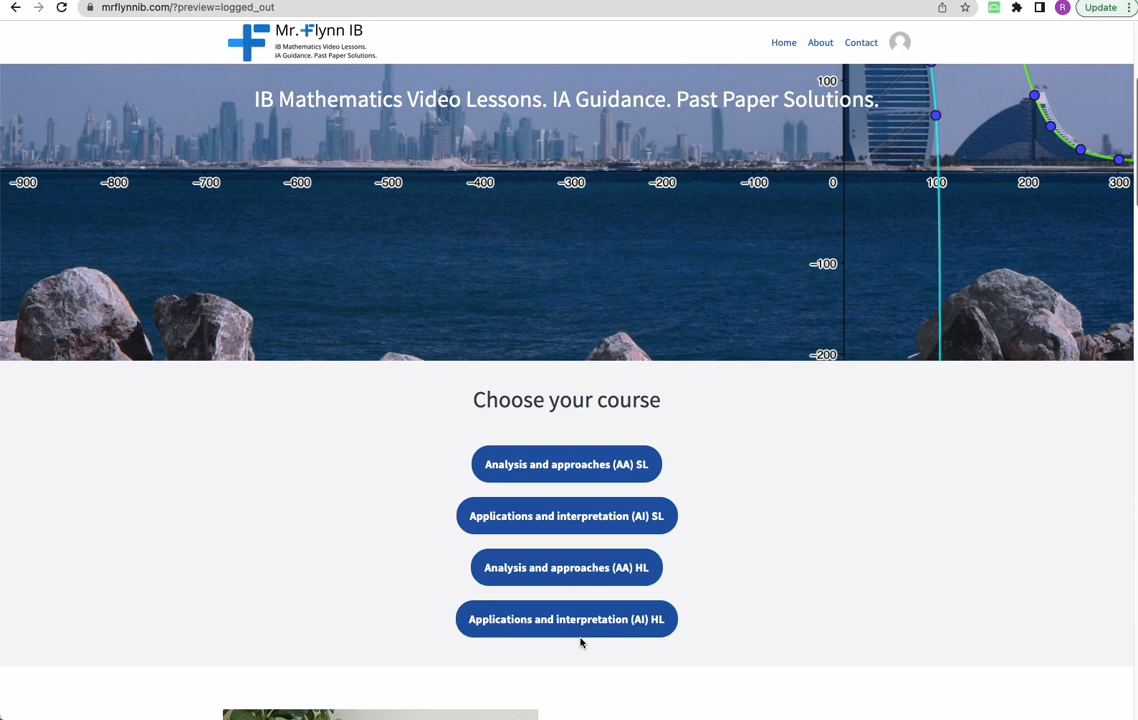 mrflynnib.com/?preview=logged_out
R
Update
Mr. Flynn IB
IB Mathematics Video Lessons.
IA Guidance. Past Paper Solutions.
Home About Contact
IB Mathematics Video Lessons. IA Guidance. Past Paper Solutions.
100
-900 -800 -700 -600 -500 -400 -300 -200 -100 0 100 200 300
-100
-200
Choose your course
Analysis and approaches (AA) SL
Applications and interpretation (AI) SL
Analysis and approaches (AA) HL
Applications and interpretation (AI) HL